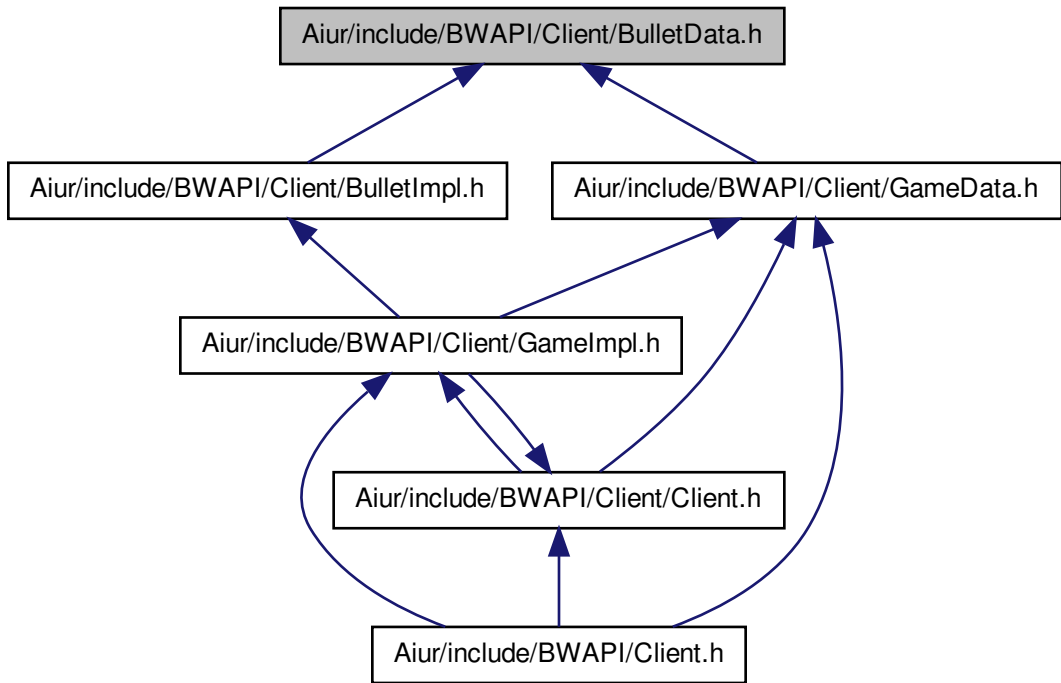 Aiur/include/BWAPI/Client/BulletData.h
Aiur/include/BWAPI/Client/BulletImpl.h
Aiur/include/BWAPI/Client/GameData.h
Aiur/include/BWAPI/Client/GameImpl.h
Aiur/include/BWAPI/Client/Client.h
Aiur/include/BWAPI/Client.h